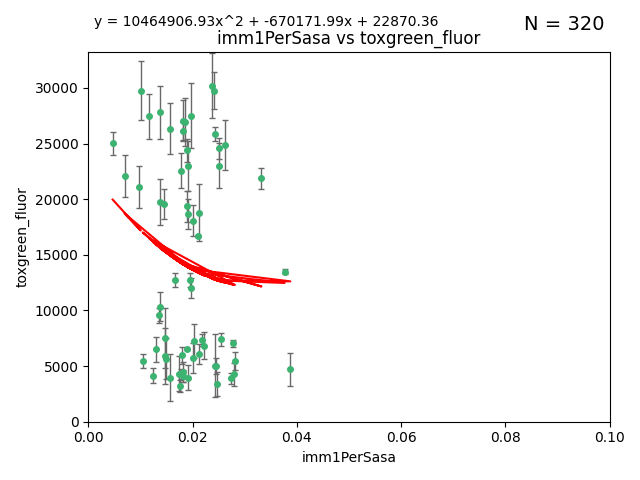 y = 10464906.93x^2 + -670171.99x + 22870.36
N = 320
imm1PerSasa vs toxgreen_fluor
toxgreen_fluor
30000
25000
20000
15000
10000
5000
0
0.00 0.02 0.04 0.06 0.08 0.10
imm1PerSasa